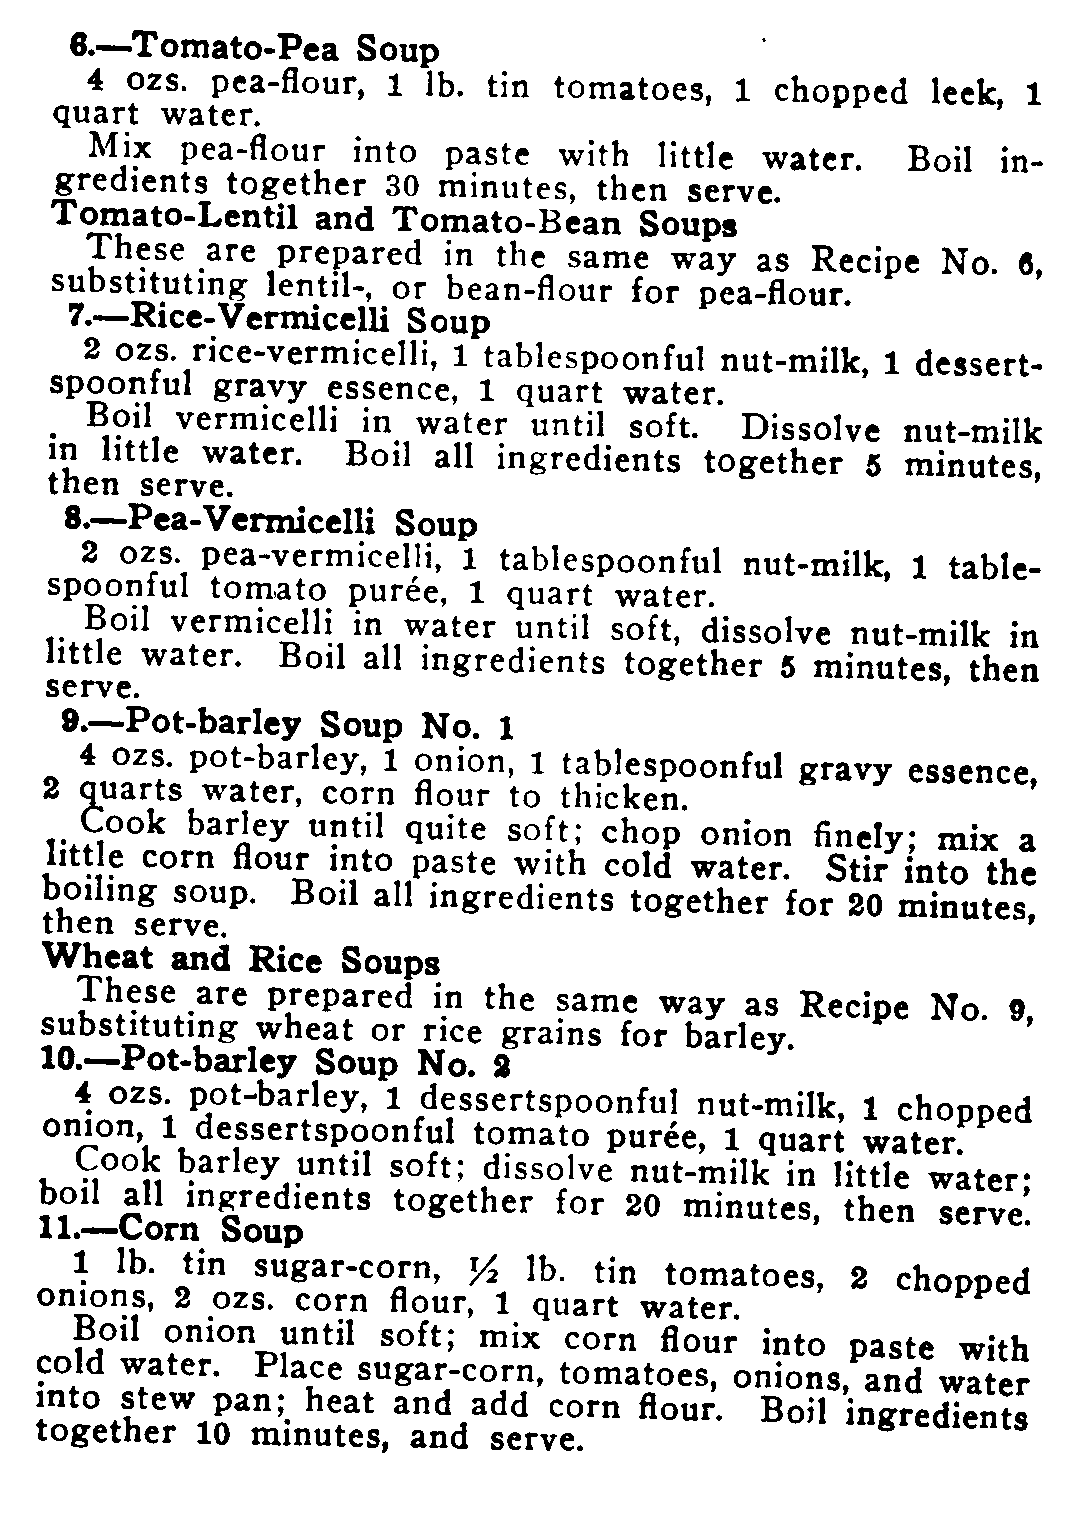 6.—Tomato-Pea Soup
4 ozs. pea-flour, 1 lb. tin tomatoes, 1 chopped leek, 1
quart water.
Mix pea-flour into paste with little water. Boil in-
gredients together 30 minutes, then serve.
Tomato-Lentil and Tomato-Bean Soups
These are prepared in the same way as Recipe No. 6,
substituting lentil-, or bean-flour for pea-flour.
7.—Rice-Vermicelli Soup
2 ozs. rice-vermicelli, 1 tablespoonful nut-milk, 1 dessert-
spoonful gravy essence, 1 quart water.
Boil vermicelli in water until soft. Dissolve nut-milk
in little water. Boil all ingredients together 5 minutes,
then serve.
8.—Pea-Vermicelli Soup
2 ozs. pea-vermicelli, 1 tablespoonful nut-milk, 1 table-
spoonful tomato purée, 1 quart water.
Boil vermicelli in water until soft, dissolve nut-milk in
little water. Boil all ingredients together 5 minutes, then
serve.
9.—Pot-barley Soup No. 1
4 ozs. pot-barley, 1 onion, 1 tablespoonful gravy essence,
2 quarts water, corn flour to thicken.
Cook barley until quite soft; chop onion finely; mix a
little corn flour into paste with cold water. Stir into the
boiling soup. Boil all ingredients together for 20 minutes,
then serve.
Wheat and Rice Soups
These are prepared in the same way as Recipe No. 9,
substituting wheat or rice grains for barley.
10.—Pot-barley Soup No. 2
4 ozs. pot-barley, 1 dessertspoonful nut-milk, 1 chopped
onion, 1 dessertspoonful tomato purée, 1 quart water.
Cook barley until soft; dissolve nut-milk in little water;
boil all ingredients together for 20 minutes, then serve.
11.—Corn Soup
1 lb. tin sugar-corn, ½ lb. tin tomatoes, 2 chopped
onions, 2 ozs. corn flour, 1 quart water.
Boil onion until soft; mix corn flour into paste with
cold water. Place sugar-corn, tomatoes, onions, and water
into stew pan; heat and add corn flour. Boil ingredients
together 10 minutes, and serve.